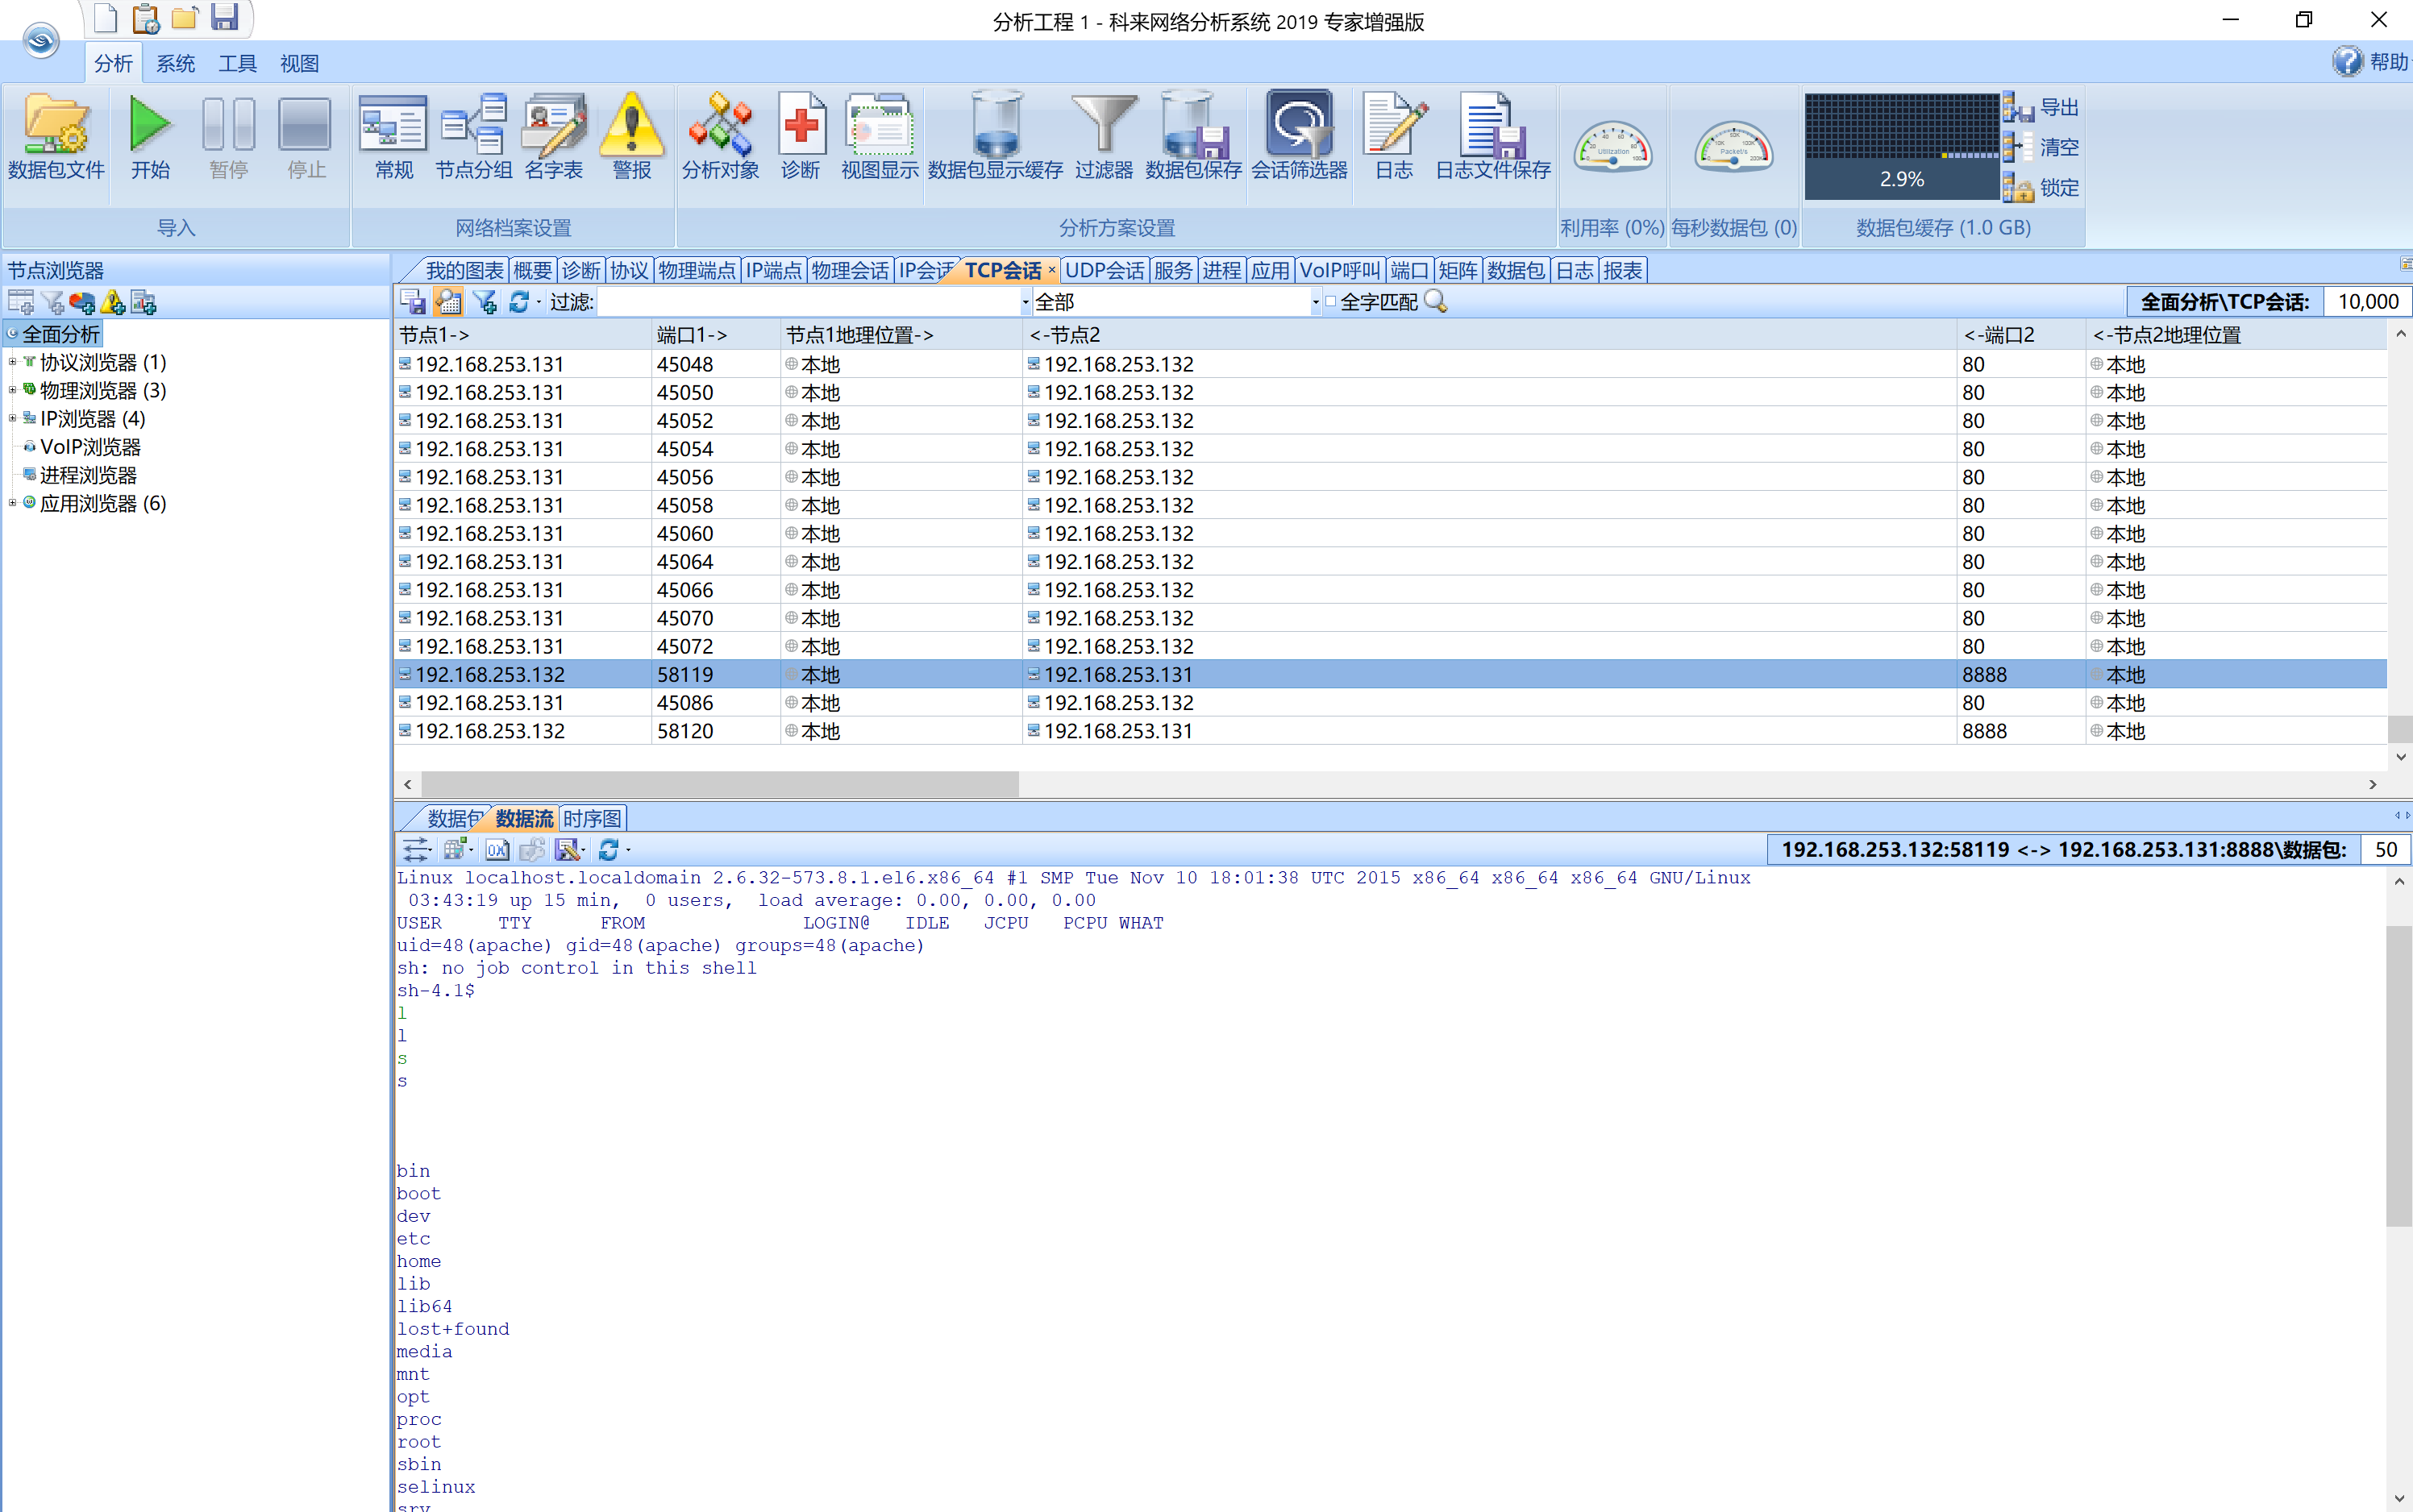 分析工程 1 - 科来网络分析系统 2019 专家增强版
分析 系统 工具 视图 帮助
数据包文件 开始 暂停 停止 常规 节点分组 名字表 警报 分析对象 诊断 视图显示 数据包显示缓存 过滤器 数据包保存 会话筛选器 日志 日志文件保存
导出
清空
锁定
2.9%
导入 网络档案设置 分析方案设置 利用率 (0%) 每秒数据包 (0) 数据包缓存 (1.0 GB)
节点浏览器
全面分析
协议浏览器 (1)
物理浏览器 (3)
IP浏览器 (4)
VoIP浏览器
进程浏览器
应用浏览器 (6)
我的图表 概要 诊断 协议 物理端点 IP端点 物理会话 IP会话 TCP会话 UDP会话 服务 进程 应用 VoIP呼叫 端口 矩阵 数据包 日志 报表
过滤: 全部 全字匹配 全面分析\TCP会话: 10,000
节点1-> 端口1-> 节点1地理位置-> <-节点2 <-端口2 <-节点2地理位置
192.168.253.131 45048 本地 192.168.253.132 80 本地
192.168.253.131 45050 本地 192.168.253.132 80 本地
192.168.253.131 45052 本地 192.168.253.132 80 本地
192.168.253.131 45054 本地 192.168.253.132 80 本地
192.168.253.131 45056 本地 192.168.253.132 80 本地
192.168.253.131 45058 本地 192.168.253.132 80 本地
192.168.253.131 45060 本地 192.168.253.132 80 本地
192.168.253.131 45064 本地 192.168.253.132 80 本地
192.168.253.131 45066 本地 192.168.253.132 80 本地
192.168.253.131 45070 本地 192.168.253.132 80 本地
192.168.253.131 45072 本地 192.168.253.132 80 本地
192.168.253.132 58119 本地 192.168.253.131 8888 本地
192.168.253.131 45086 本地 192.168.253.132 80 本地
192.168.253.132 58120 本地 192.168.253.131 8888 本地
数据包 数据流 时序图
192.168.253.132:58119 <-> 192.168.253.131:8888\数据包: 50
Linux localhost.localdomain 2.6.32-573.8.1.el6.x86_64 #1 SMP Tue Nov 10 18:01:38 UTC 2015 x86_64 x86_64 x86_64 GNU/Linux
03:43:19 up 15 min,  0 users,  load average: 0.00, 0.00, 0.00
USER     TTY      FROM              LOGIN@   IDLE   JCPU   PCPU WHAT
uid=48(apache) gid=48(apache) groups=48(apache)
sh: no job control in this shell
sh-4.1$
l
l
s
s
bin
boot
dev
etc
home
lib
lib64
lost+found
media
mnt
opt
proc
root
sbin
selinux
srv